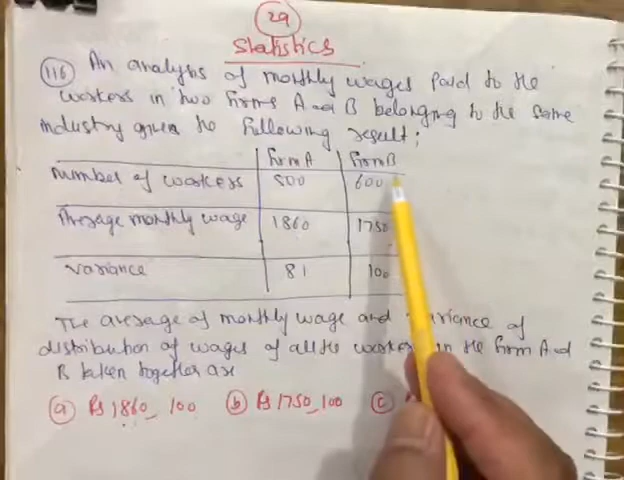 29
Statistics
116 An analysis of monthly wages paid to the
workers in two firms A and B belonging to the same
industry given the following result:
firm A firm B
Number of workers 500 600
Average monthly wage 1860 1750
variance 81 100
The average of monthly wage and variance of
distribution of wages of all the workers in the firm A and
B taken together are
(a) Rs 1860, 100 (b) Rs 1750, 100 (c)